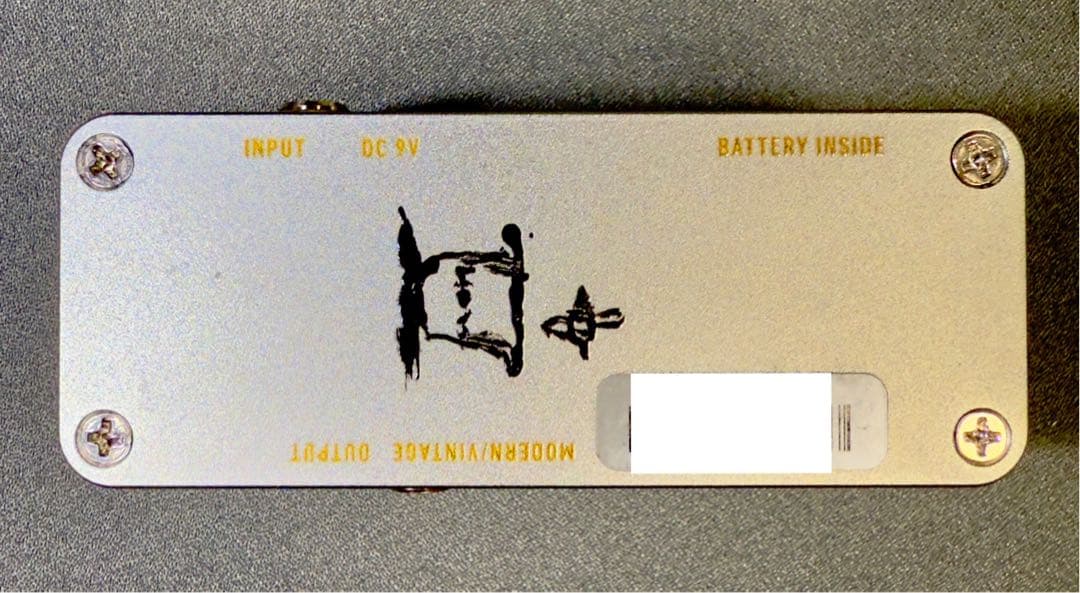 INPUT DC 9V BATTERY INSIDE
MODERN/VINTAGE OUTPUT